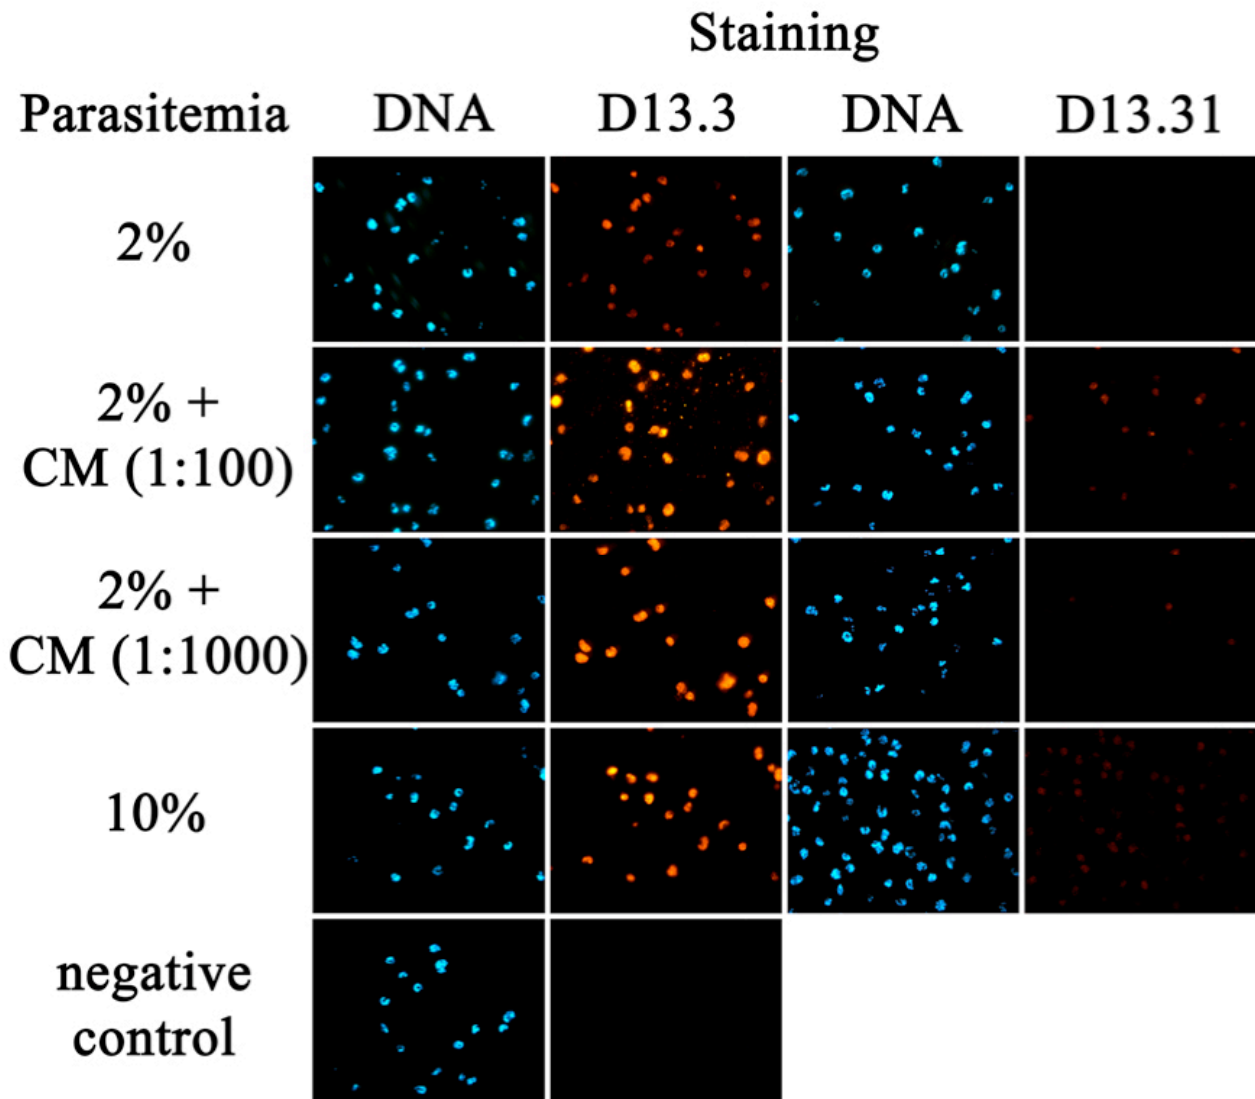 Staining
Parasitemia DNA D13.3 DNA D13.31
2%
2% +
CM (1:100)
2% +
CM (1:1000)
10%
negative
control